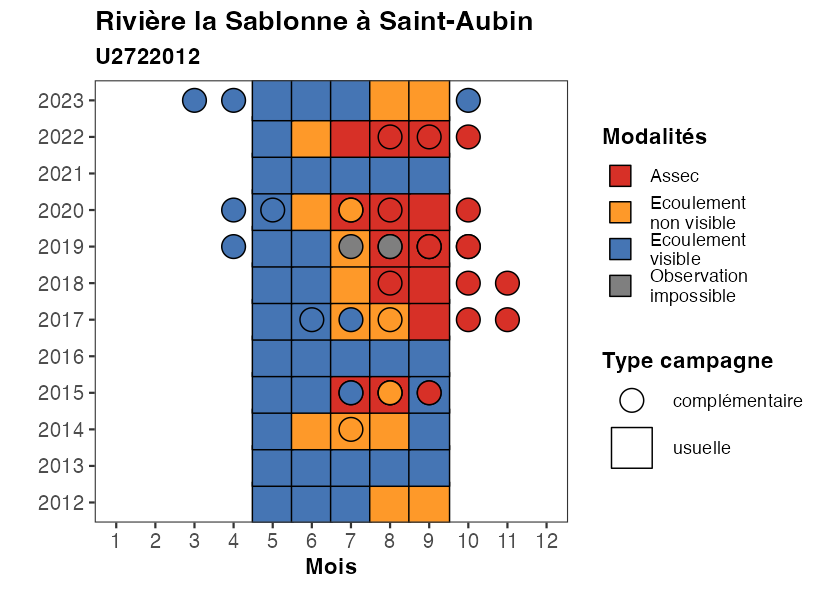 Rivière la Sablonne à Saint-Aubin
U2722012
2023
2022
2021
2020
2019
2018
2017
2016
2015
2014
2013
2012
1 2 3 4 5 6 7 8 9 10 11 12
Mois
Modalités
Assec
Ecoulement
non visible
Ecoulement
visible
Observation
impossible
Type campagne
complémentaire
usuelle